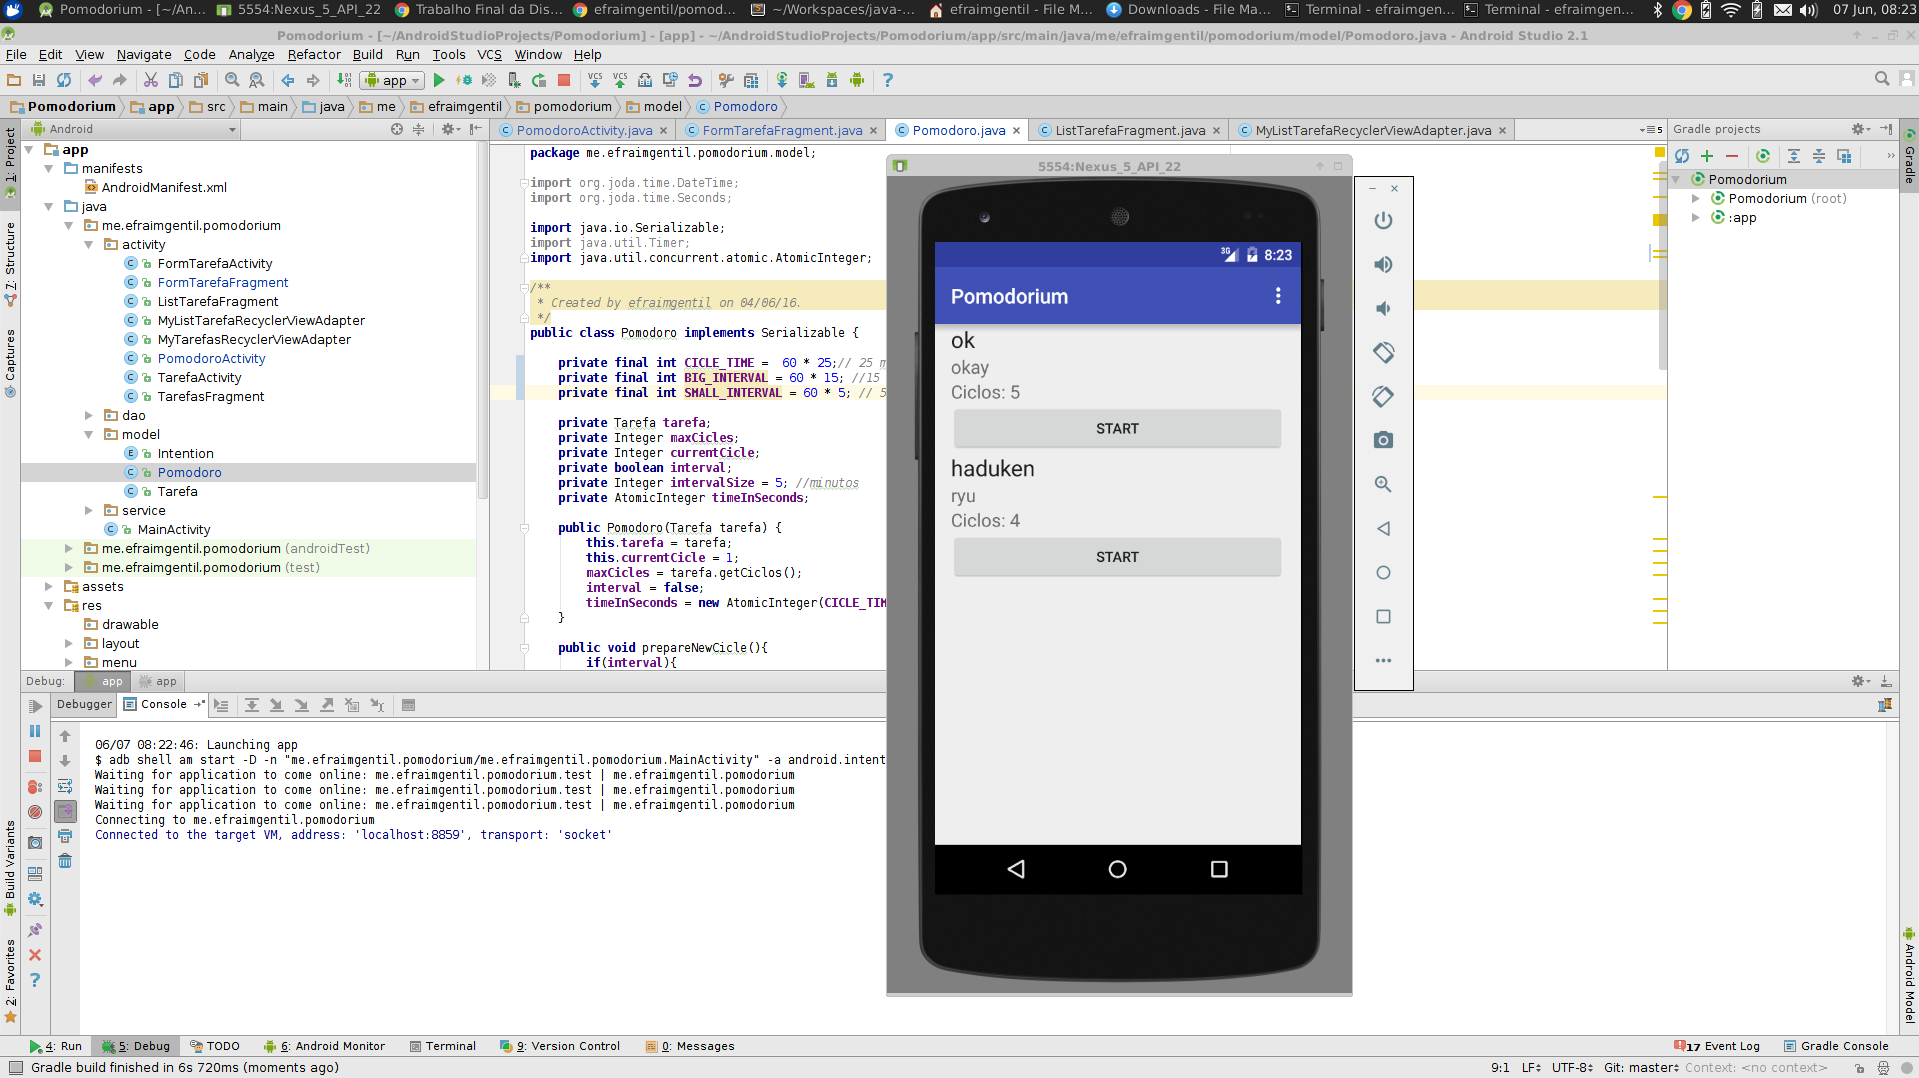 Pomodorium - [~/An...
5554:Nexus_5_API_22
Trabalho Final da Dis...
efraimgentil/pomod...
~/Workspaces/java-...
efraimgentil - File M...
Downloads - File Ma...
Terminal - efraimgen...
Terminal - efraimgen...
07 Jun, 08:23
Pomodorium - [~/AndroidStudioProjects/Pomodorium] - [app] - ~/AndroidStudioProjects/Pomodorium/app/src/main/java/me/efraimgentil/pomodorium/model/Pomodoro.java - Android Studio 2.1
File Edit View Navigate Code Analyze Refactor Build Run Tools VCS Window Help
app
Pomodorium app src main java me efraimgentil pomodorium model Pomodoro
Android
PomodoroActivity.java
FormTarefaFragment.java
Pomodoro.java
ListTarefaFragment.java
MyListTarefaRecyclerViewAdapter.java
5
Gradle projects
1: Project
7: Structure
Captures
Build Variants
2: Favorites
app
manifests
AndroidManifest.xml
java
me.efraimgentil.pomodorium
activity
FormTarefaActivity
FormTarefaFragment
ListTarefaFragment
MyListTarefaRecyclerViewAdapter
MyTarefasRecyclerViewAdapter
PomodoroActivity
TarefaActivity
TarefasFragment
dao
model
Intention
Pomodoro
Tarefa
service
MainActivity
me.efraimgentil.pomodorium (androidTest)
me.efraimgentil.pomodorium (test)
assets
res
drawable
layout
menu
package me.efraimgentil.pomodorium.model;
import org.joda.time.DateTime;
import org.joda.time.Seconds;
import java.io.Serializable;
import java.util.Timer;
import java.util.concurrent.atomic.AtomicInteger;
/**
* Created by efraimgentil on 04/06/16.
*/
public class Pomodoro implements Serializable {
private final int CICLE_TIME =  60 * 25;// 25 m
private final int BIG_INTERVAL = 60 * 15; //15
private final int SMALL_INTERVAL = 60 * 5; // 5
private Tarefa tarefa;
private Integer maxCicles;
private Integer currentCicle;
private boolean interval;
private Integer intervalSize = 5; //minutos
private AtomicInteger timeInSeconds;
public Pomodoro(Tarefa tarefa) {
this.tarefa = tarefa;
this.currentCicle = 1;
maxCicles = tarefa.getCiclos();
interval = false;
timeInSeconds = new AtomicInteger(CICLE_TIM
}
public void prepareNewCicle(){
if(interval){
5554:Nexus_5_API_22
3G
8:23
Pomodorium
ok
okay
Ciclos: 5
START
haduken
ryu
Ciclos: 4
START
Pomodorium
Pomodorium (root)
:app
Gradle
Android Model
Debug:
app
app
Debugger
Console
06/07 08:22:46: Launching app
$ adb shell am start -D -n "me.efraimgentil.pomodorium/me.efraimgentil.pomodorium.MainActivity" -a android.intent
Waiting for application to come online: me.efraimgentil.pomodorium.test | me.efraimgentil.pomodorium
Waiting for application to come online: me.efraimgentil.pomodorium.test | me.efraimgentil.pomodorium
Waiting for application to come online: me.efraimgentil.pomodorium.test | me.efraimgentil.pomodorium
Connecting to me.efraimgentil.pomodorium
Connected to the target VM, address: 'localhost:8859', transport: 'socket'
4: Run
5: Debug
TODO
6: Android Monitor
Terminal
9: Version Control
0: Messages
17 Event Log
Gradle Console
Gradle build finished in 6s 720ms (moments ago)
9:1
LF
UTF-8
Git: master
Context: <no context>